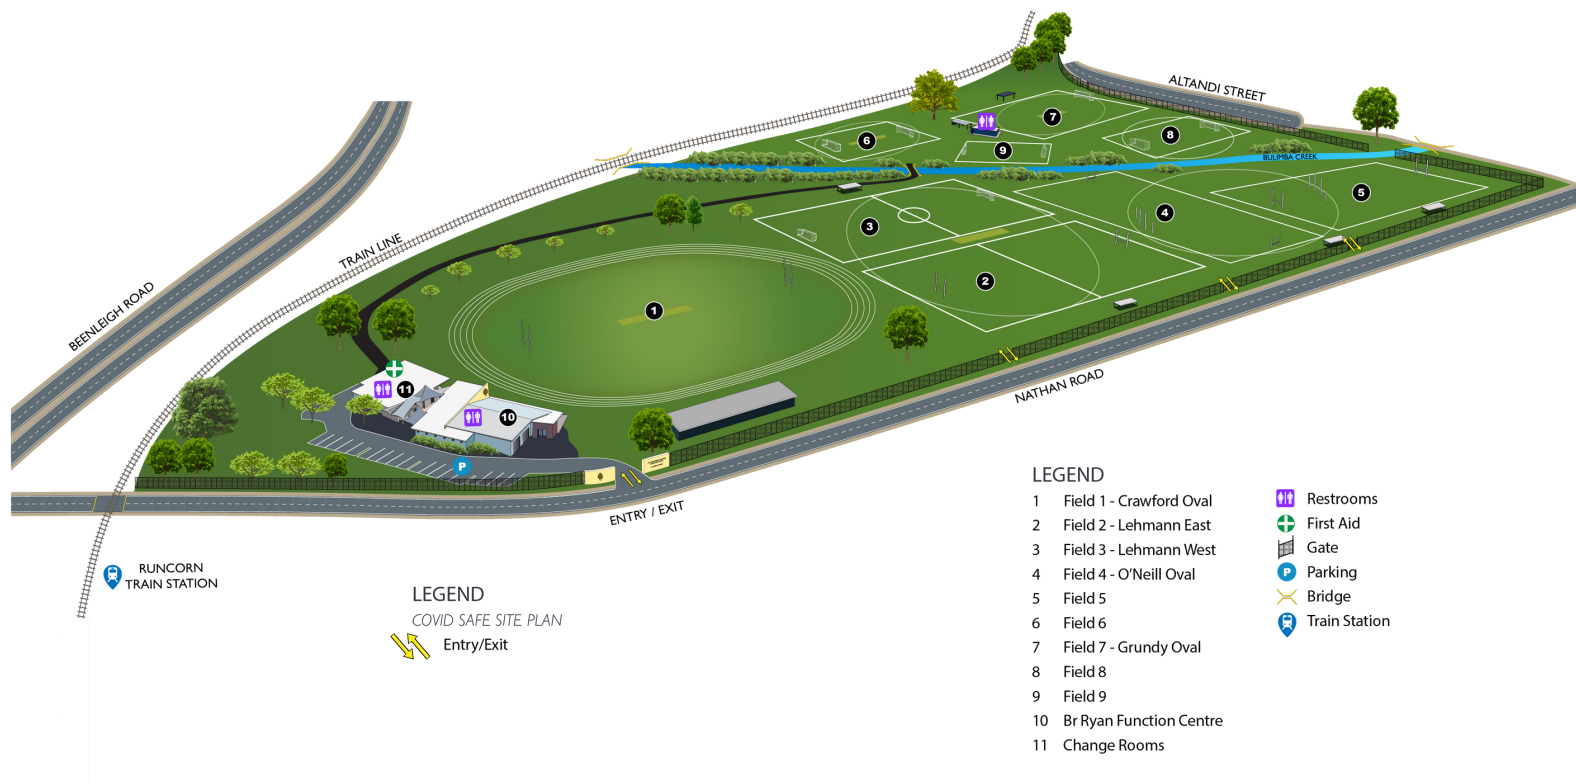 ALTANDI STREET
7
6
8
9
BULIMBA CREEK
5
4
3
TRAIN LINE
2
BEENLEIGH ROAD
1
11
10
NATHAN ROAD
P
ENTRY / EXIT
RUNCORN
TRAIN STATION
LEGEND
COVID SAFE SITE PLAN
Entry/Exit
LEGEND
1 Field 1 - Crawford Oval
2 Field 2 - Lehmann East
3 Field 3 - Lehmann West
4 Field 4 - O’Neill Oval
5 Field 5
6 Field 6
7 Field 7 - Grundy Oval
8 Field 8
9 Field 9
10 Br Ryan Function Centre
11 Change Rooms
Restrooms
First Aid
Gate
P Parking
Bridge
Train Station